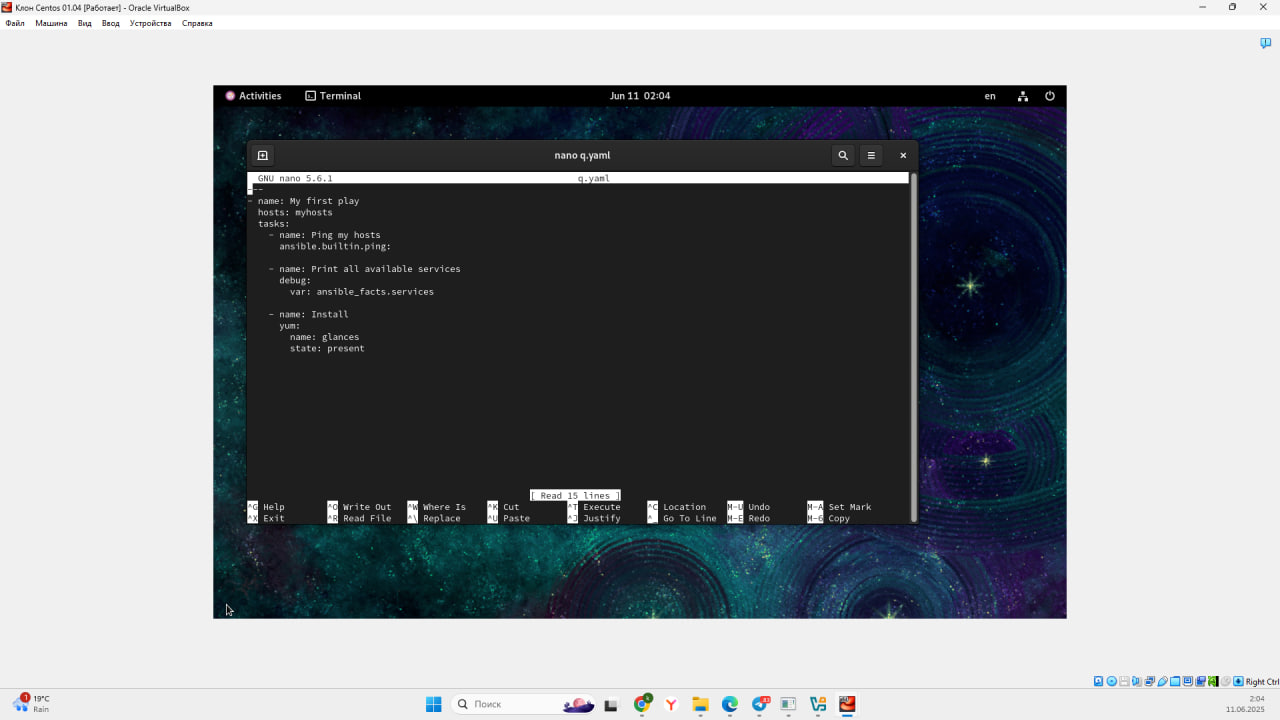 Клон Centos 01.04 [Работает] - Oracle VirtualBox
Файл Машина Вид Ввод Устройства Справка
Activities Terminal Jun 11 02:04 en
nano q.yaml
GNU nano 5.6.1 q.yaml
---
- name: My first play
  hosts: myhosts
  tasks:
    - name: Ping my hosts
      ansible.builtin.ping:
    - name: Print all available services
      debug:
        var: ansible_facts.services
    - name: Install
      yum:
        name: glances
        state: present
[ Read 15 lines ]
^G Help ^O Write Out ^W Where Is ^K Cut ^T Execute ^C Location M-U Undo M-A Set Mark
^X Exit ^R Read File ^\ Replace ^U Paste ^J Justify ^_ Go To Line M-E Redo M-6 Copy
Right Ctrl
1 19°C
Rain
Поиск
2:04
11.06.2025